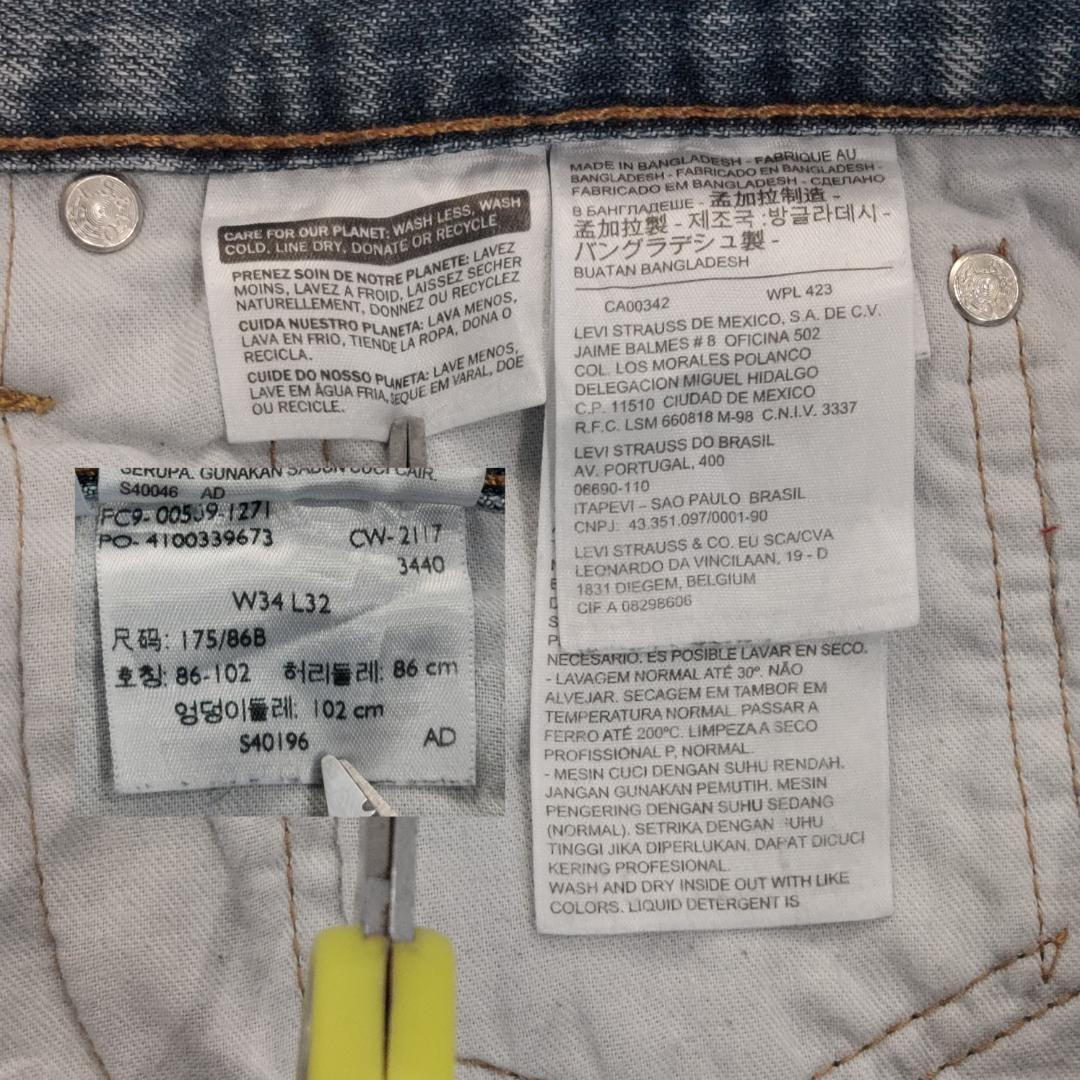 CARE FOR OUR PLANET: WASH LESS, WASH
COLD, LINE DRY, DONATE OR RECYCLE
PRENEZ SOIN DE NOTRE PLANETE: LAVEZ
MOINS, LAVEZ A FROID, LAISSEZ SECHER
NATURELLEMENT, DONNEZ OU RECYCLEZ
CUIDA NUESTRO PLANETA: LAVA MENOS,
LAVA EN FRIO, TIENDE LA ROPA, DONA O
RECICLA.
CUIDE DO NOSSO PLANETA: LAVE MENOS,
LAVE EM ÀGUA FRIA, SEQUE EM VARAL, DOE
OU RECICLE.
MADE IN BANGLADESH - FABRIQUE AU
BANGLADESH - FABRICADO EN BANGLADESH -
FABRICADO EM BANGLADESH - СДЕЛАНО
В БАНГЛАДЕШЕ - 孟加拉制造 -
孟加拉製 - 제조국 :방글라데시 -
バングラデシュ製 -
BUATAN BANGLADESH
CA00342 WPL 423
LEVI STRAUSS DE MEXICO, S.A. DE C.V.
JAIME BALMES # 8 OFICINA 502
COL. LOS MORALES POLANCO
DELEGACION MIGUEL HIDALGO
C.P. 11510 CIUDAD DE MEXICO
R.F.C. LSM 660818 M-98 C.N.I.V. 3337
LEVI STRAUSS DO BRASIL
AV. PORTUGAL, 400
06690-110
ITAPEVI - SAO PAULO BRASIL
CNPJ: 43.351.097/0001-90
LEVI STRAUSS & CO. EU SCA/CVA
LEONARDO DA VINCILAAN, 19 - D
1831 DIEGEM, BELGIUM
CIF A 08298606
NECESARIO. ES POSIBLE LAVAR EN SECO.
- LAVAGEM NORMAL ATÉ 30º. NÃO
ALVEJAR. SECAGEM EM TAMBOR EM
TEMPERATURA NORMAL. PASSAR A
FERRO ATÉ 200ºC. LIMPEZA A SECO
PROFISSIONAL P, NORMAL.
- MESIN CUCI DENGAN SUHU RENDAH.
JANGAN GUNAKAN PEMUTIH. MESIN
PENGERING DENGAN SUHU SEDANG
(NORMAL). SETRIKA DENGAN SUHU
TINGGI JIKA DIPERLUKAN. DAPAT DICUCI
KERING PROFESIONAL.
WASH AND DRY INSIDE OUT WITH LIKE
COLORS. LIQUID DETERGENT IS
SERUPA. GUNAKAN SABUN CUCI CAIR.
S40046 AD
PO- 4100339673 CW- 2117
3440
W34 L32
尺码: 175/86B
호칭: 86-102 허리둘레: 86 cm
엉덩이둘레: 102 cm
S40196 AD